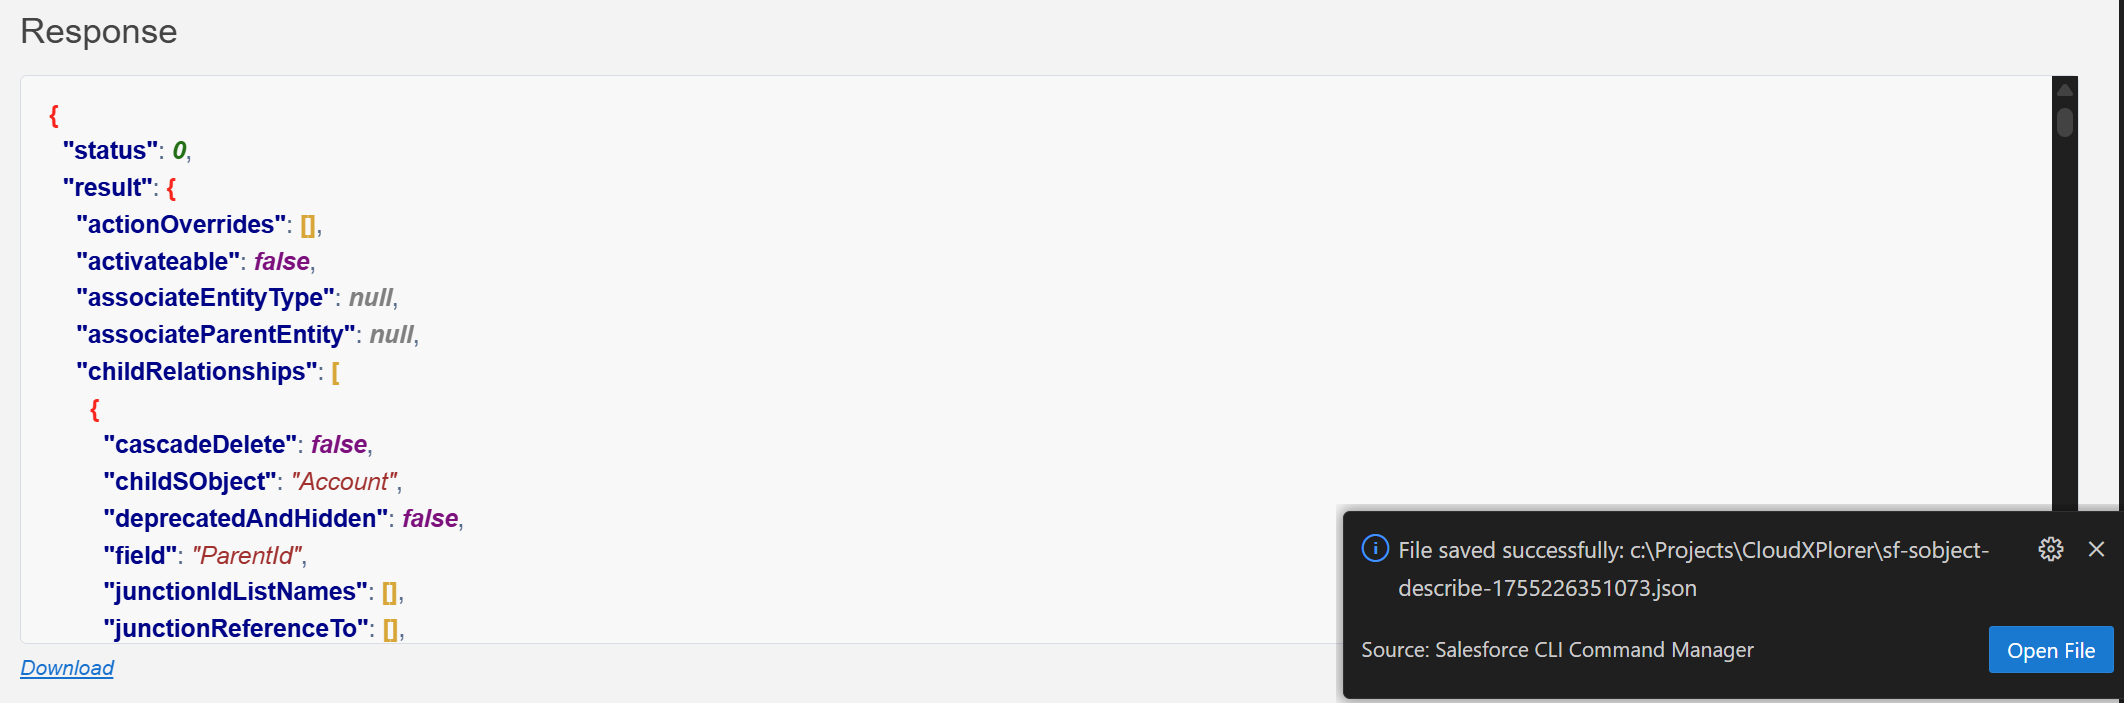 Response
{
"status": 0,
"result": {
"actionOverrides": [],
"activateable": false,
"associateEntityType": null,
"associateParentEntity": null,
"childRelationships": [
{
"cascadeDelete": false,
"childSObject": "Account",
"deprecatedAndHidden": false,
"field": "ParentId",
"junctionIdListNames": [],
"junctionReferenceTo": [],
Download
File saved successfully: c:\Projects\CloudXPlorer\sf-sobject-
describe-1755226351073.json
Source: Salesforce CLI Command Manager
Open File